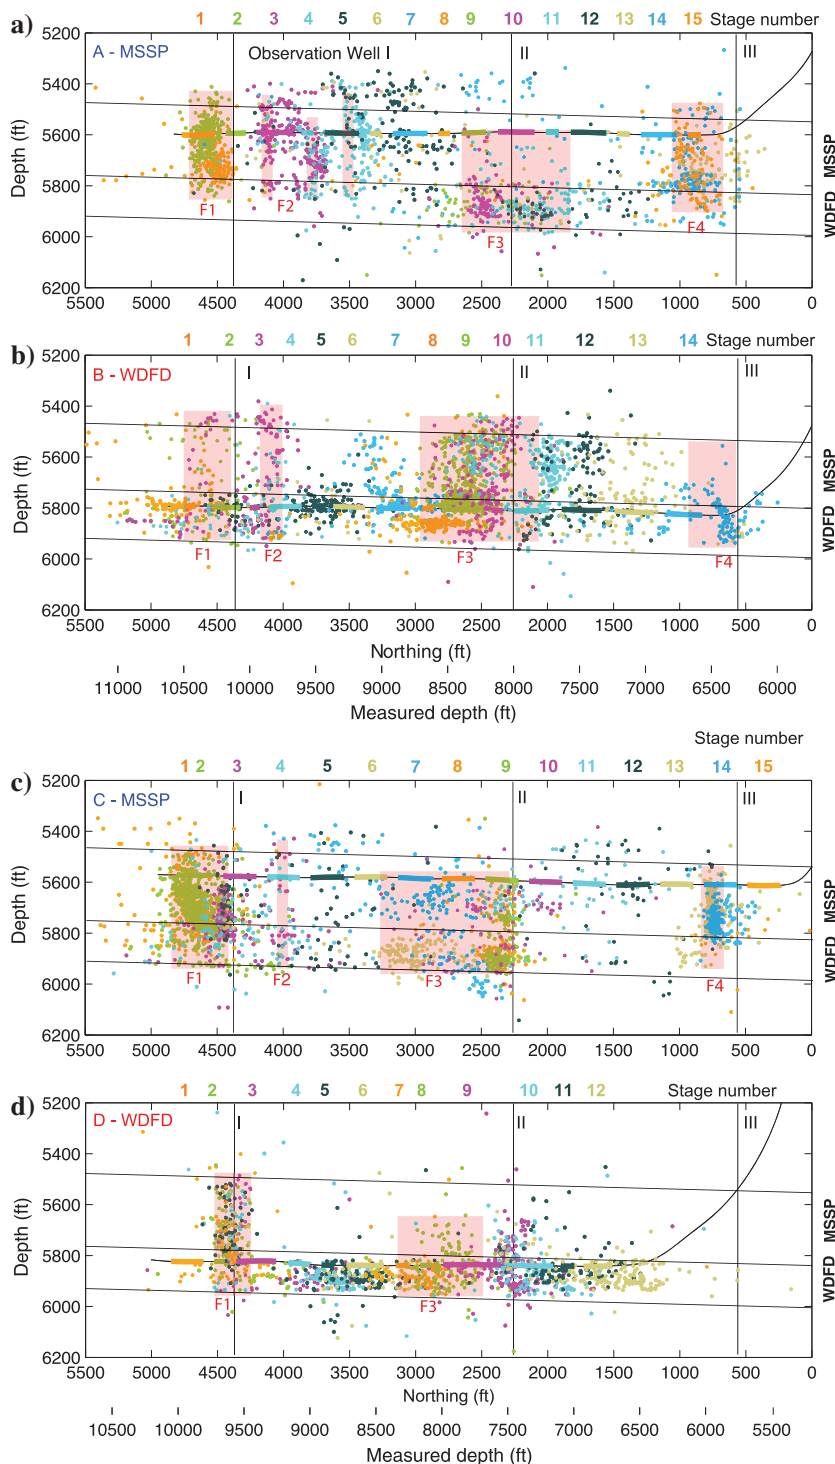 a)
1 2 3 4 5 6 7 8 9 10 11 12 13 14 15 Stage number
A - MSSP
Observation Well I
II
III
Depth (ft)
5200
5400
5600
5800
6000
6200
F1
F2
F3
F4
MSSP
WDFD
5500 5000 4500 4000 3500 3000 2500 2000 1500 1000 500 0
b)
1 2 3 4 5 6 7 8 9 10 11 12 13 14 Stage number
B - WDFD
I
II
III
Depth (ft)
5200
5400
5600
5800
6000
6200
F1
F2
F3
F4
MSSP
WDFD
5500 5000 4500 4000 3500 3000 2500 2000 1500 1000 500 0
Northing (ft)
11000 10500 10000 9500 9000 8500 8000 7500 7000 6500 6000
Measured depth (ft)
Stage number
c)
1 2 3 4 5 6 7 8 9 10 11 12 13 14 15
C - MSSP
I
II
III
Depth (ft)
5200
5400
5600
5800
6000
6200
F1
F2
F3
F4
MSSP
WDFD
5500 5000 4500 4000 3500 3000 2500 2000 1500 1000 500 0
d)
1 2 3 4 5 6 7 8 9 10 11 12 Stage number
D - WDFD
I
II
III
Depth (ft)
5200
5400
5600
5800
6000
6200
F1
F3
MSSP
WDFD
5500 5000 4500 4000 3500 3000 2500 2000 1500 1000 500 0
Northing (ft)
10500 10000 9500 9000 8500 8000 7500 7000 6500 6000 5500
Measured depth (ft)